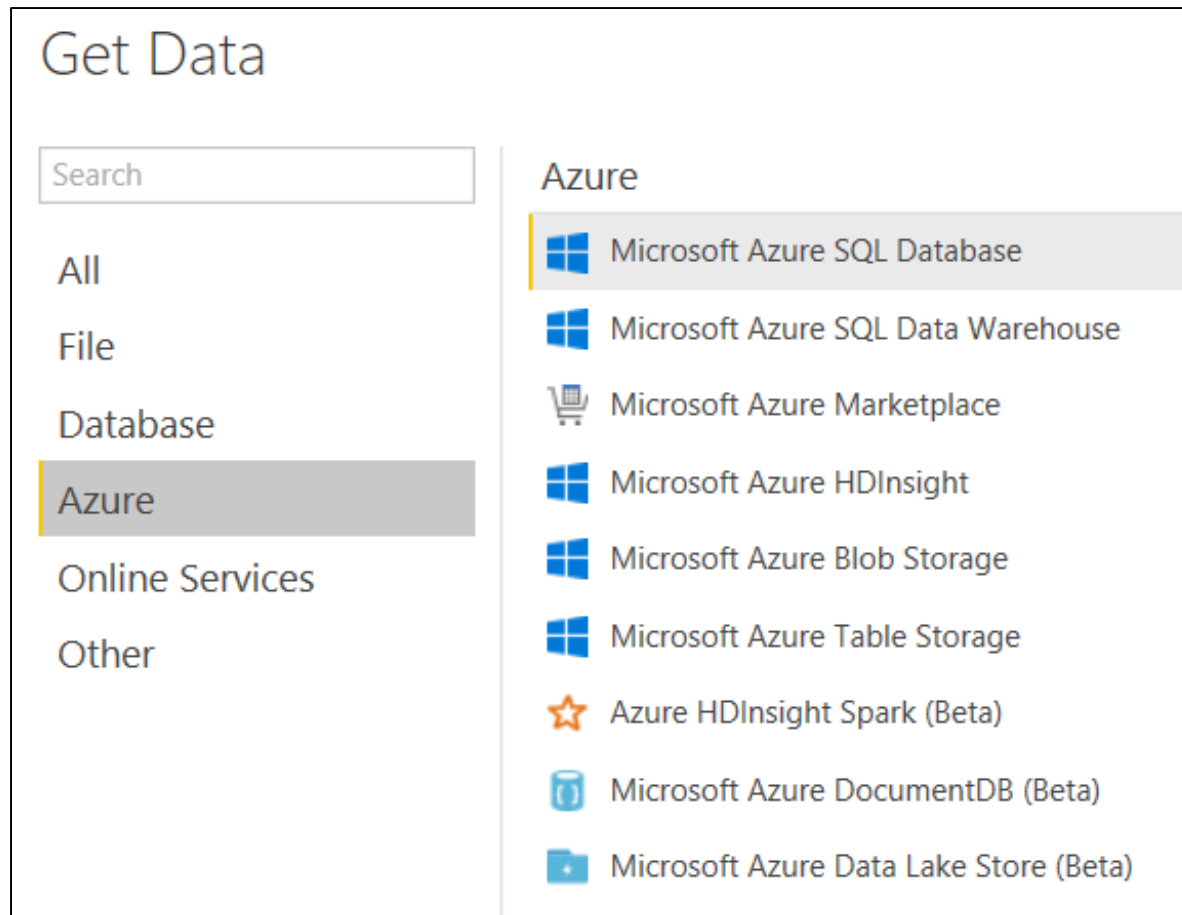 Get Data
Search
All
File
Database
Azure
Online Services
Other
Azure
Microsoft Azure SQL Database
Microsoft Azure SQL Data Warehouse
Microsoft Azure Marketplace
Microsoft Azure HDInsight
Microsoft Azure Blob Storage
Microsoft Azure Table Storage
Azure HDInsight Spark (Beta)
Microsoft Azure DocumentDB (Beta)
Microsoft Azure Data Lake Store (Beta)